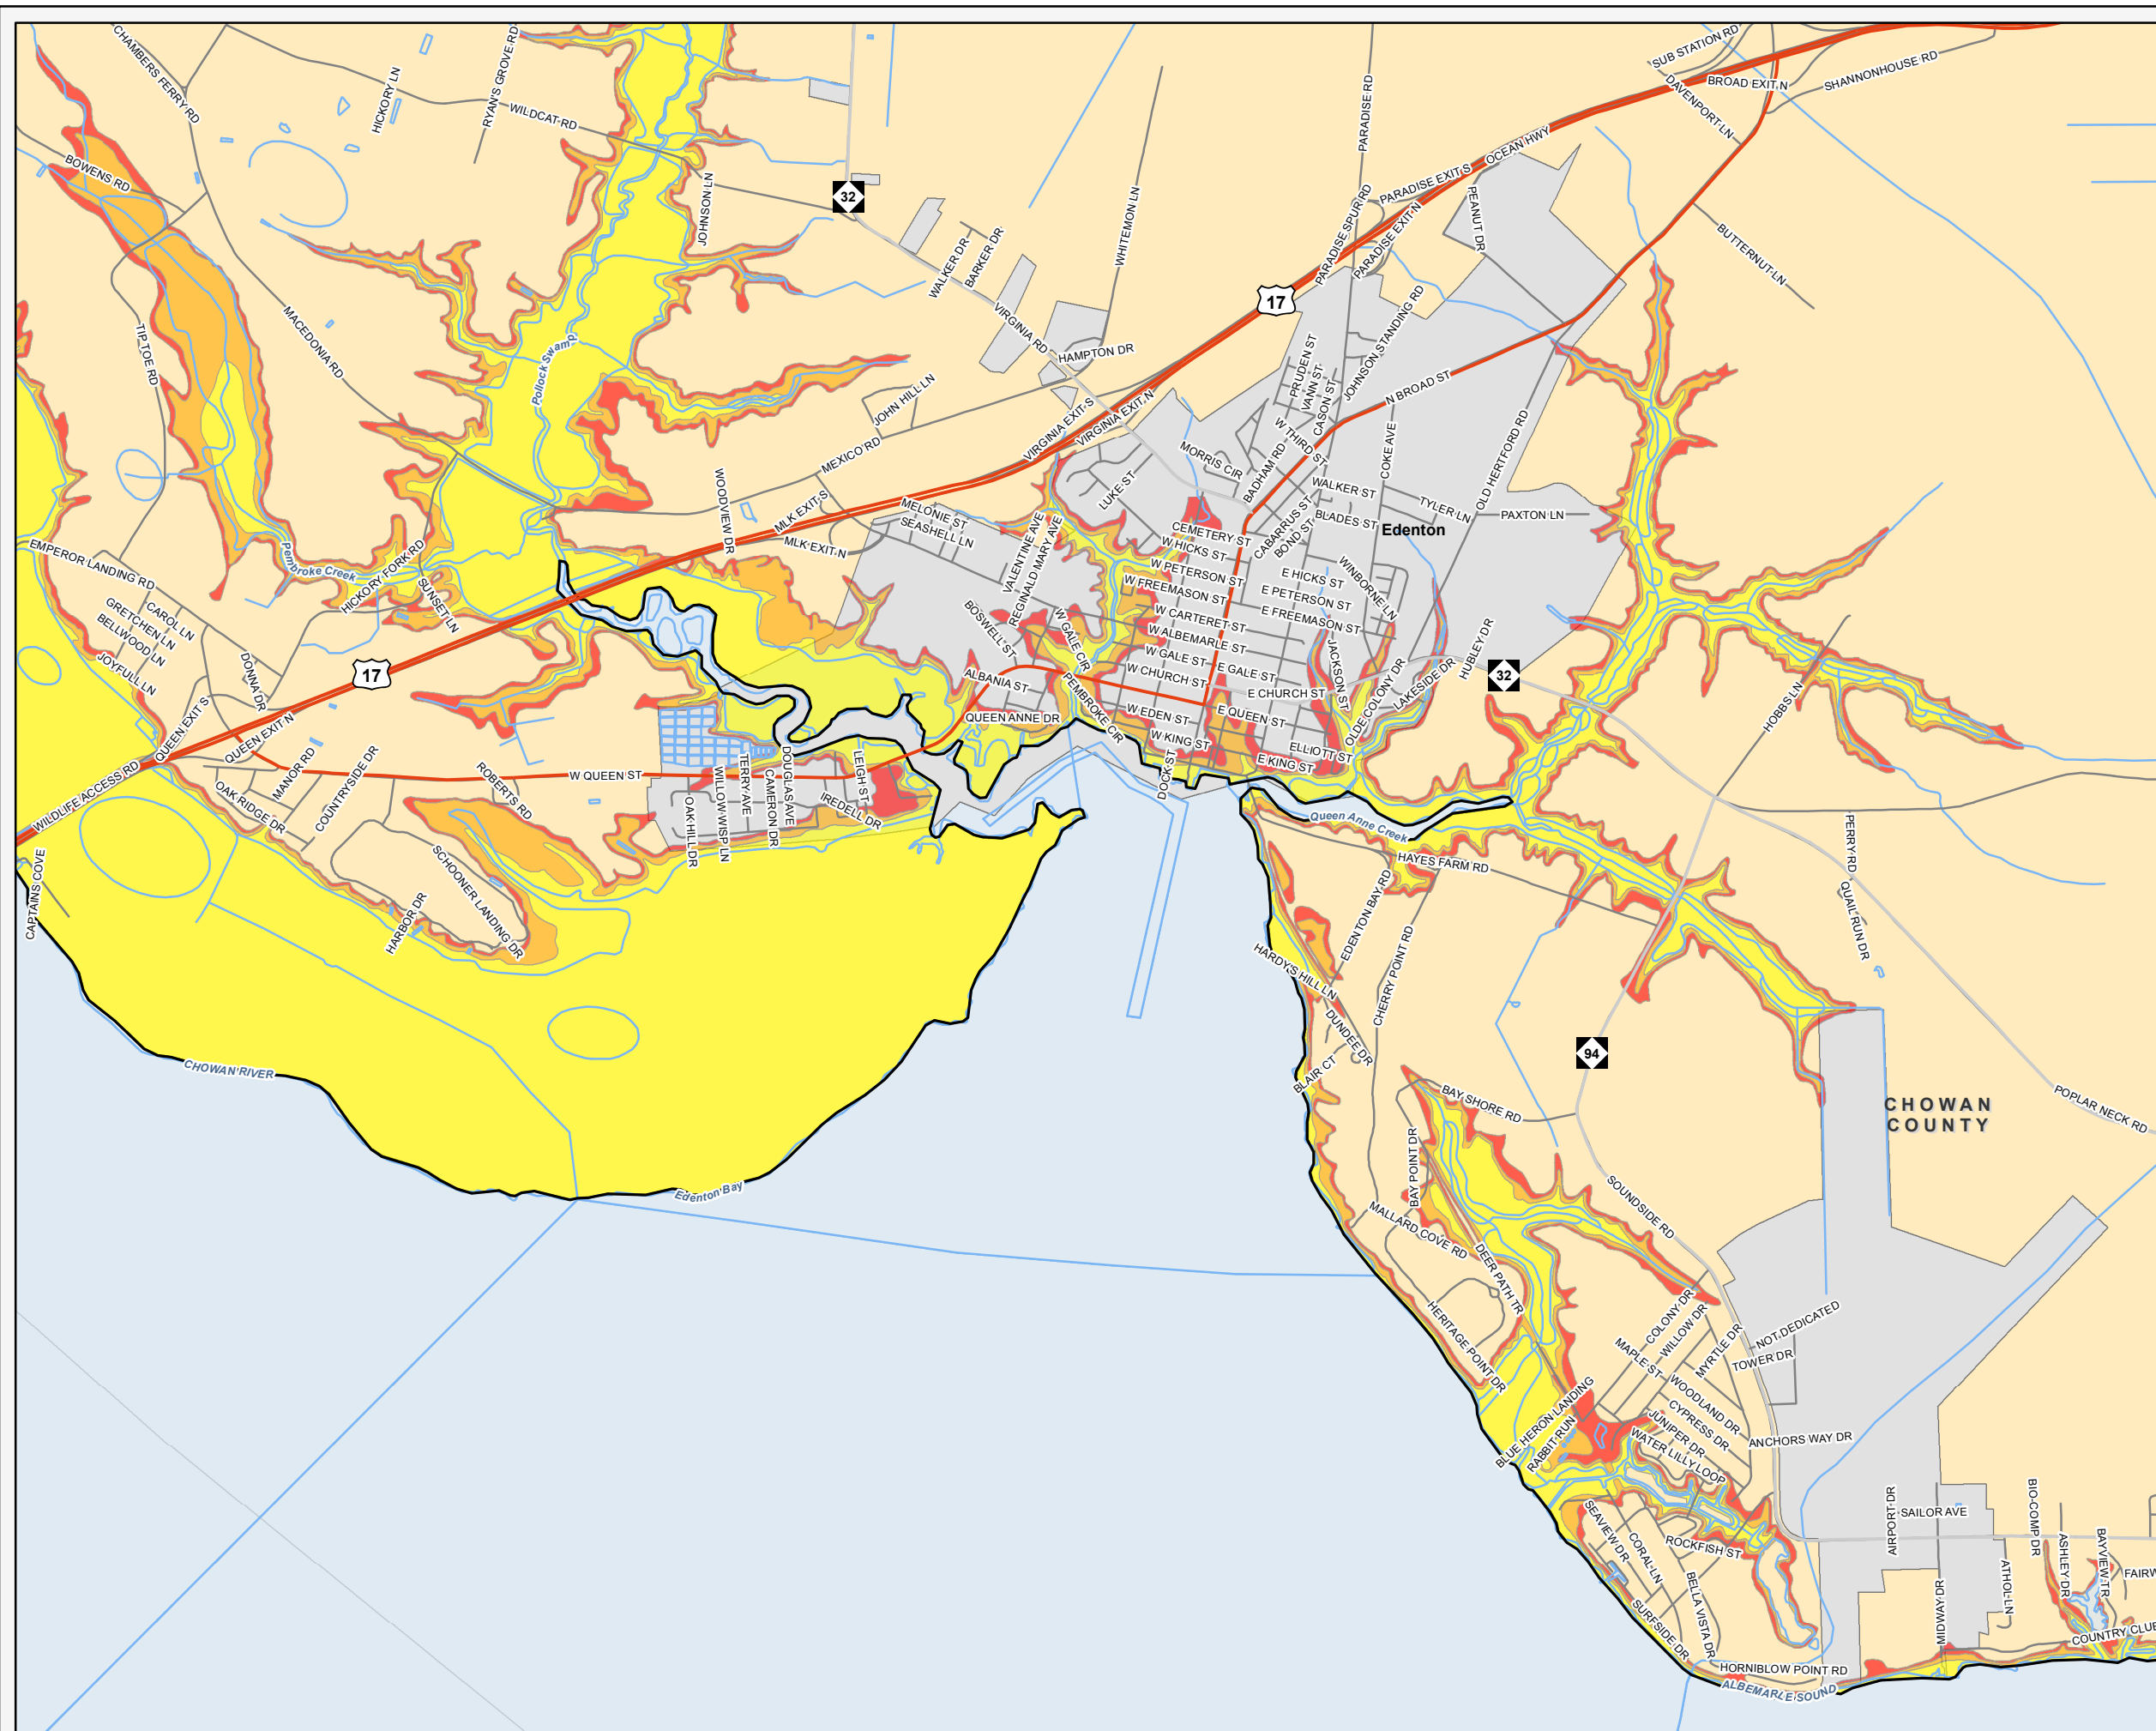 CHAMBERS FERRY RD
HICKORY LN
RYAN'S GROVE RD
WILDCAT RD
BOWENS RD
JOHNSON LN
32
PARADISE RD
SUB STATION RD
BROAD EXIT N
SHANNONHOUSE RD
DAVENPORT LN
OCEAN HWY
PARADISE EXIT S
PARADISE EXIT N
PARADISE SPUR RD
PEANUT DR
BUTTERNUT LN
WHITEMON LN
WALKER DR
BARKER DR
VIRGINIA RD
HAMPTON DR
17
TIP TOE RD
MACEDONIA RD
Pollock Swamp
JOHN HILL LN
MEXICO RD
VIRGINIA EXIT S
VIRGINIA EXIT N
PRUDEN ST
VANN ST
CASON ST
JOHNSON STANDING RD
N BROAD ST
W THIRD ST
COKE AVE
OLD HERTFORD RD
MORRIS CIR
BADHAM RD
LUKE ST
WALKER ST
TYLER LN
PAXTON LN
WOODVIEW DR
MLK EXIT S
MLK EXIT N
MELONIE ST
SEASHELL LN
VALENTINE AVE
REGINALD MARY AVE
CEMETERY ST
W HICKS ST
CABARRUS ST
BOND ST
BLADES ST
Edenton
W PETERSON ST
W FREEMASON ST
E HICKS ST
E PETERSON ST
E FREEMASON ST
WINBORNE LN
EMPEROR LANDING RD
Pembroke Creek
HICKORY FORK RD
SUNSET LN
CAROL LN
GRETCHEN LN
BELLWOOD LN
JOYFULL LN
DONNA DR
17
BOSWELL ST
W GALE CIR
W CARTERET ST
W ALBEMARLE ST
W GALE ST
E GALE ST
W CHURCH ST
E CHURCH ST
JACKSON ST
OLDE COLONY DR
LAKESIDE DR
HUBLEY DR
32
HOBBS LN
ALBANIA ST
PEMBROKE CIR
QUEEN ANNE DR
W EDEN ST
E QUEEN ST
W KING ST
ELLIOTT ST
E KING ST
DOCK ST
QUEEN EXIT S
QUEEN EXIT N
WILDLIFE ACCESS RD
MANOR RD
COUNTRYSIDE DR
OAK RIDGE DR
ROBERTS RD
W QUEEN ST
OAK HILL DR
WILLOW WISP LN
TERRY AVE
CAMERON DR
DOUGLAS AVE
LEIGH ST
IREDELL DR
Queen Anne Creek
HAYES FARM RD
PERRY RD
QUAIL RUN DR
CAPTAINS COVE
SCHOONER LANDING DR
HARBOR DR
EDENTON BAY RD
CHERRY POINT RD
HARDY'S HILL LN
DUNDEE DR
BLAIR CT
94
CHOWAN RIVER
Edenton Bay
BAY SHORE RD
CHOWAN
COUNTY
POPLAR NECK RD
BAY POINT DR
MALLARD COVE RD
SOUNDSIDE RD
DEER PATH TR
HERITAGE POINT DR
COLONY DR
WILLOW DR
MAPLE ST
MYRTLE DR
NOT DEDICATED
TOWER DR
WOODLAND DR
CYPRESS DR
JUNIPER DR
WATER LILLY LOOP
ANCHORS WAY DR
BLUE HERON LANDING
RABBIT RUN
SEAVIEW DR
CORAL LN
ROCKFISH ST
BELLA VISTA DR
SURFSIDE DR
HORNIBLOW POINT RD
ALBEMARLE SOUND
AIRPORT DR
SAILOR AVE
MIDWAY DR
ATHOL LN
BIO-COMP DR
ASHLEY DR
BAYVIEW TR
FAIRW
COUNTRY CLUB